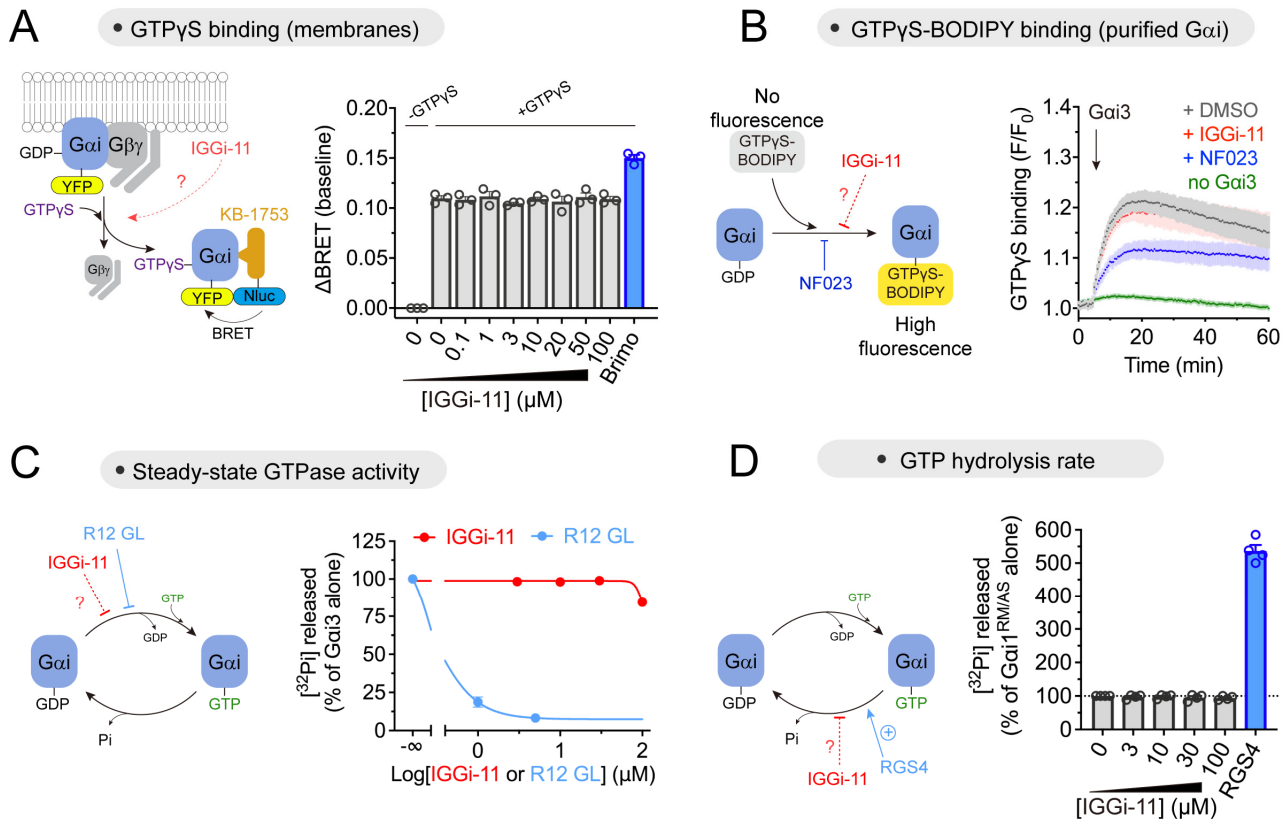 A
• GTPγS binding (membranes)
Gαi
Gβγ
GDP
YFP
IGGi-11
?
GTPγS
KB-1753
Gβγ
GTPγS
Gαi
YFP
Nluc
BRET
-GTPγS
+GTPγS
ΔBRET (baseline)
0.20
0.15
0.10
0.05
0.00
0
0
0.1
1
3
10
20
50
100
Brimo
[IGGi-11] (µM)
B
• GTPγS-BODIPY binding (purified Gαi)
No
fluorescence
GTPγS-
BODIPY
IGGi-11
?
Gαi
GDP
NF023
Gαi
GTPγS-
BODIPY
High
fluorescence
GTPγS binding (F/F0)
1.4
1.3
1.2
1.1
1.0
Gαi3
+ DMSO
+ IGGi-11
+ NF023
no Gαi3
0
20
40
60
Time (min)
C
• Steady-state GTPase activity
R12 GL
IGGi-11
?
GTP
GDP
Gαi
GDP
Gαi
GTP
Pi
[32Pi] released
(% of Gαi3 alone)
125
100
75
50
25
0
IGGi-11
R12 GL
-∞
0
1
2
Log[IGGi-11 or R12 GL] (µM)
D
• GTP hydrolysis rate
GTP
GDP
Gαi
GDP
Gαi
GTP
Pi
?
+
IGGi-11
RGS4
[32Pi] released
(% of Gαi1RM/AS alone)
600
500
400
300
200
100
0
0
3
10
30
100
RGS4
[IGGi-11] (µM)